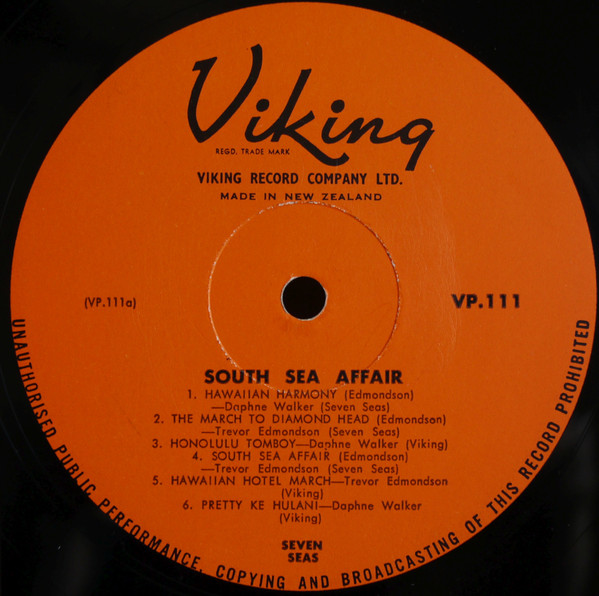 Viking
REGD. TRADE MARK
VIKING RECORD COMPANY LTD.
MADE IN NEW ZEALAND
(VP.111a)
VP.111
SOUTH SEA AFFAIR
1. HAWAIIAN HARMONY (Edmondson)
—Daphne Walker (Seven Seas)
2. THE MARCH TO DIAMOND HEAD (Edmondson)
—Trevor Edmondson (Seven Seas)
3. HONOLULU TOMBOY—Daphne Walker (Viking)
4. SOUTH SEA AFFAIR (Edmondson)
—Trevor Edmondson (Seven Seas)
5. HAWAIIAN HOTEL MARCH—Trevor Edmondson
(Viking)
6. PRETTY KE HULANI—Daphne Walker
(Viking)
SEVEN
SEAS
UNAUTHORISED PUBLIC PERFORMANCE, COPYING AND BROADCASTING OF THIS RECORD PROHIBITED